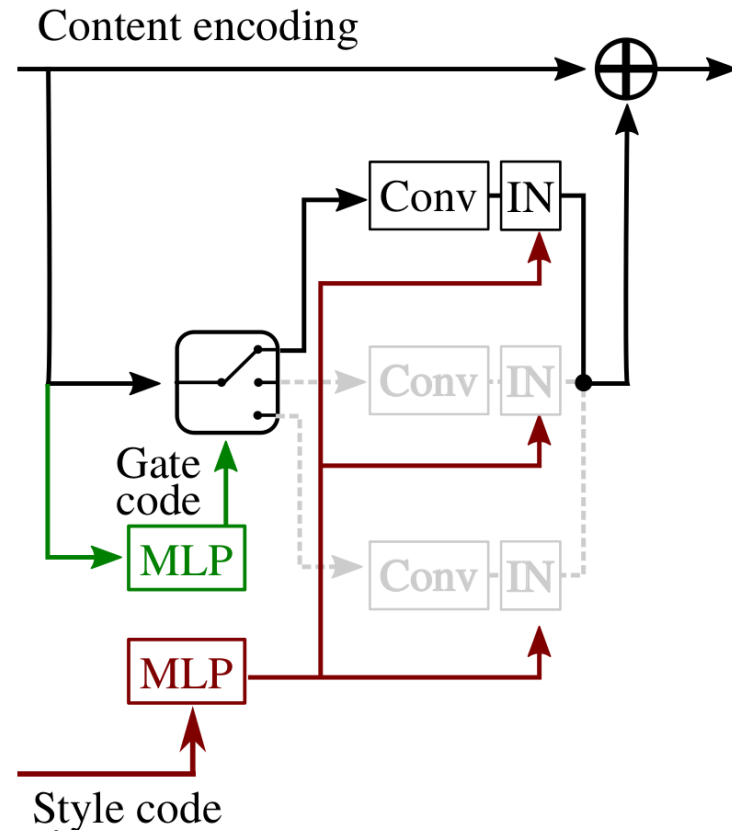 Content encoding
Conv IN
Conv IN
Gate
code
MLP
Conv IN
MLP
Style code